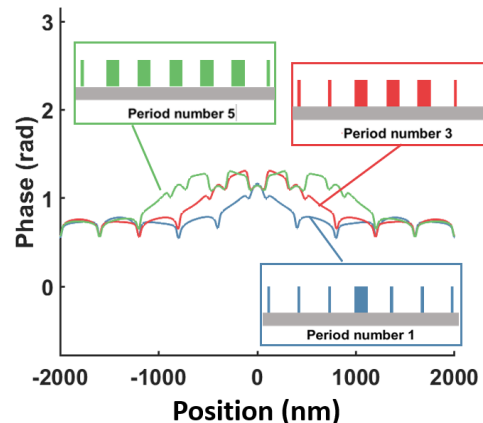 3
2
1
0
Phase (rad)
Period number 5
Period number 3
Period number 1
-2000 -1000 0 1000 2000
Position (nm)